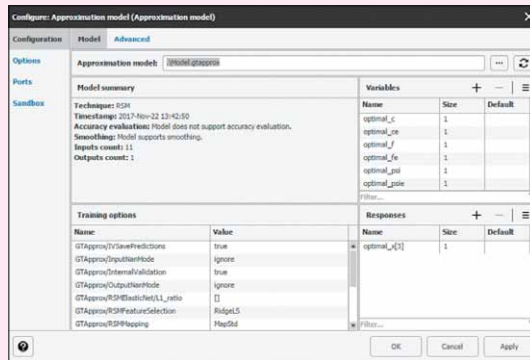 Configure: Approximation model (Approximation model)
Configuration Model Advanced
Options
Ports
Sandbox
Approximation model: .\Model.gtapprox ...
Model summary
Technique: RSM
Timestamp: 2017-Nov-22 13:42:50
Accuracy evaluation: Model does not support accuracy evaluation.
Smoothing: Model supports smoothing.
Inputs count: 11
Outputs count: 1
Variables
Name Size Default
optimal_c 1
optimal_ce 1
optimal_f 1
optimal_fe 1
optimal_psi 1
optimal_psie 1
Filter...
Training options
Name Value
GTApprox/IVSavePredictions true
GTApprox/InputNanMode ignore
GTApprox/InternalValidation true
GTApprox/OutputNanMode ignore
GTApprox/RSMElasticNet/L1_ratio []
GTApprox/RSMFeatureSelection RidgeLS
GTApprox/RSMMapping MapStd
Responses
Name Size Default
optimal_x[3] 1
Filter...
?
OK Cancel Apply